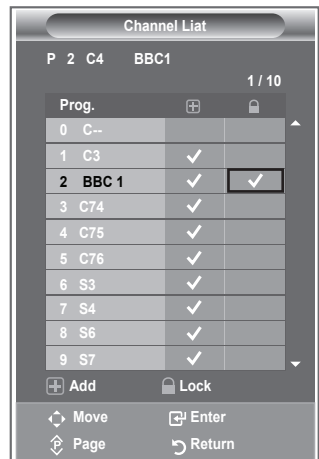 Channel Liat
P 2 C4 BBC1
1 / 10
Prog.
0 C--
1 C3
2 BBC 1
3 C74
4 C75
5 C76
6 S3
7 S4
8 S6
9 S7
Add Lock
Move Enter
Page Return